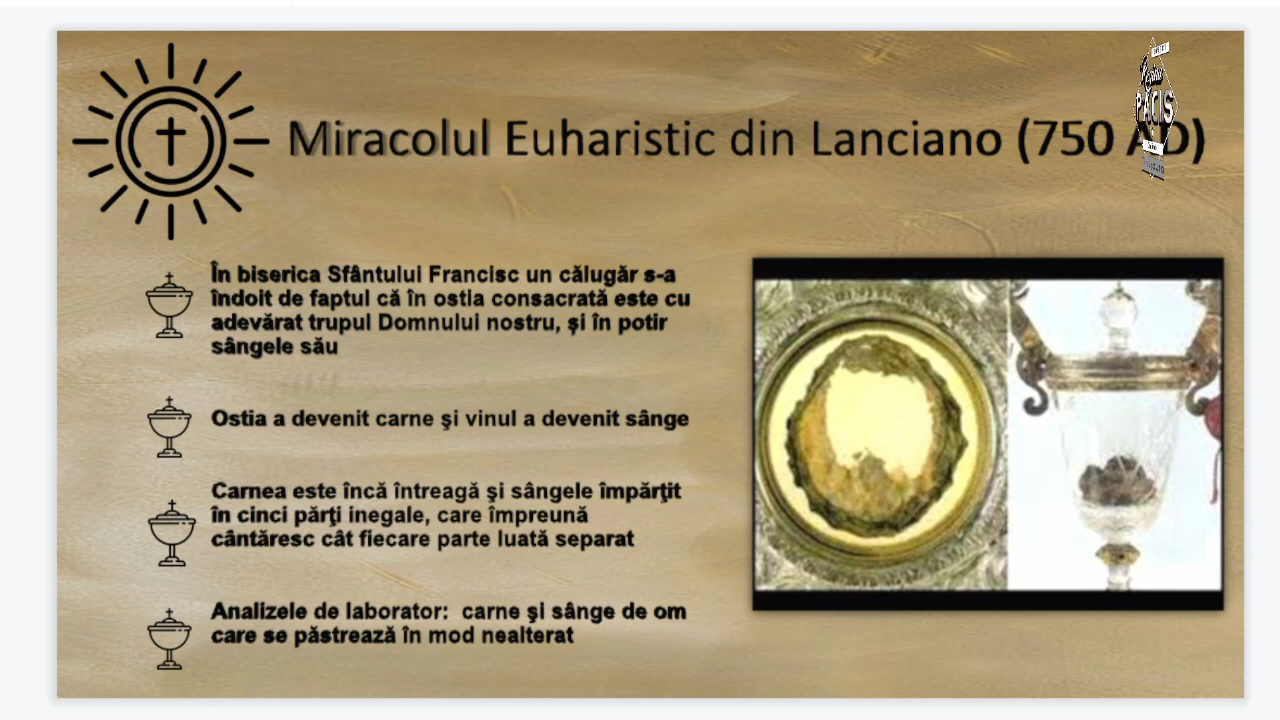 Miracolul Euharistic din Lanciano (750 AD)
PACIS
În biserica Sfântului Francisc un călugăr s-a
îndoit de faptul că în ostia consacrată este cu
adevărat trupul Domnului nostru, și în potir
sângele său
Ostia a devenit carne şi vinul a devenit sânge
Carnea este încă întreagă şi sângele împărţit
în cinci părţi inegale, care împreună
cântăresc cât fiecare parte luată separat
Analizele de laborator:  carne şi sânge de om
care se păstrează în mod nealterat